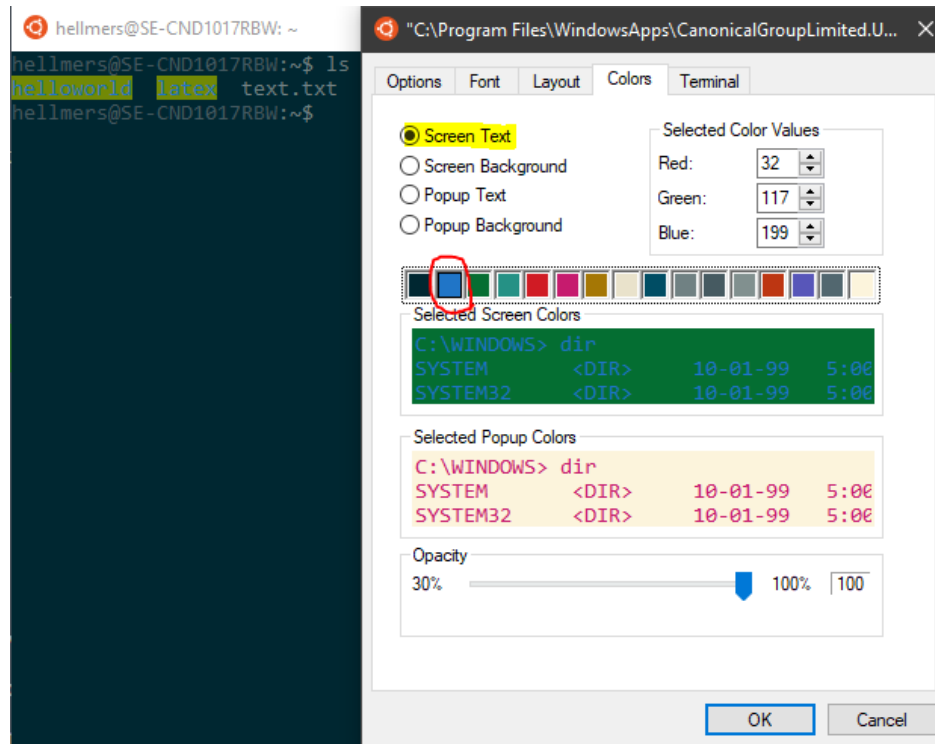 hellmers@SE-CND1017RBW: ~
hellmers@SE-CND1017RBW:~$ ls
helloworld latex text.txt
hellmers@SE-CND1017RBW:~$
"C:\Program Files\WindowsApps\CanonicalGroupLimited.U...
Options Font Layout Colors Terminal
Screen Text
Screen Background
Popup Text
Popup Background
Selected Color Values
Red: 32
Green: 117
Blue: 199
Selected Screen Colors
C:\WINDOWS> dir
SYSTEM <DIR> 10-01-99 5:00
SYSTEM32 <DIR> 10-01-99 5:00
Selected Popup Colors
C:\WINDOWS> dir
SYSTEM <DIR> 10-01-99 5:00
SYSTEM32 <DIR> 10-01-99 5:00
Opacity
30% 100% 100
OK Cancel